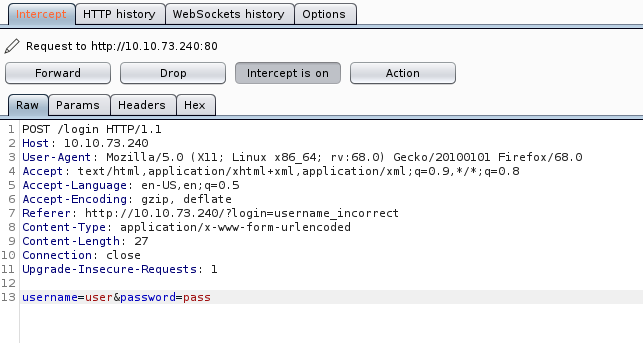 Intercept HTTP history WebSockets history Options
Request to http://10.10.73.240:80
Forward Drop Intercept is on Action
Raw Params Headers Hex
1 POST /login HTTP/1.1
2 Host: 10.10.73.240
3 User-Agent: Mozilla/5.0 (X11; Linux x86_64; rv:68.0) Gecko/20100101 Firefox/68.0
4 Accept: text/html,application/xhtml+xml,application/xml;q=0.9,*/*;q=0.8
5 Accept-Language: en-US,en;q=0.5
6 Accept-Encoding: gzip, deflate
7 Referer: http://10.10.73.240/?login=username_incorrect
8 Content-Type: application/x-www-form-urlencoded
9 Content-Length: 27
10 Connection: close
11 Upgrade-Insecure-Requests: 1
12
13 username=user&password=pass